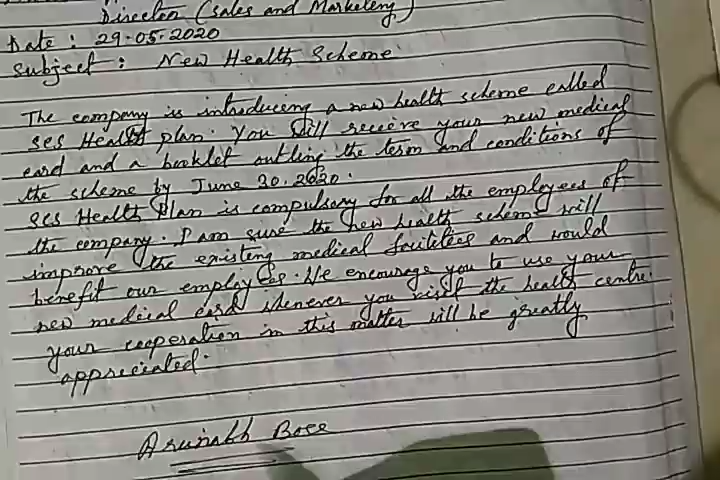 Director (Sales and Marketing)
Date : 29.05.2020
Subject : New Health Scheme
The company is introducing a new health scheme called
ses Health plan. You will receive your new medical
card and a booklet outling the term and conditions of
the scheme by June 30.2020.
scs Health Plan is compulsory for all the employees of
the company. I am sure the new health scheme will
improve the existing medical and would
benefit our employees. We encourage you to use your
new medical card whenever you visit the health centre.
your cooperation in this matter will be greatly
appreciated.
Arunabh Bose